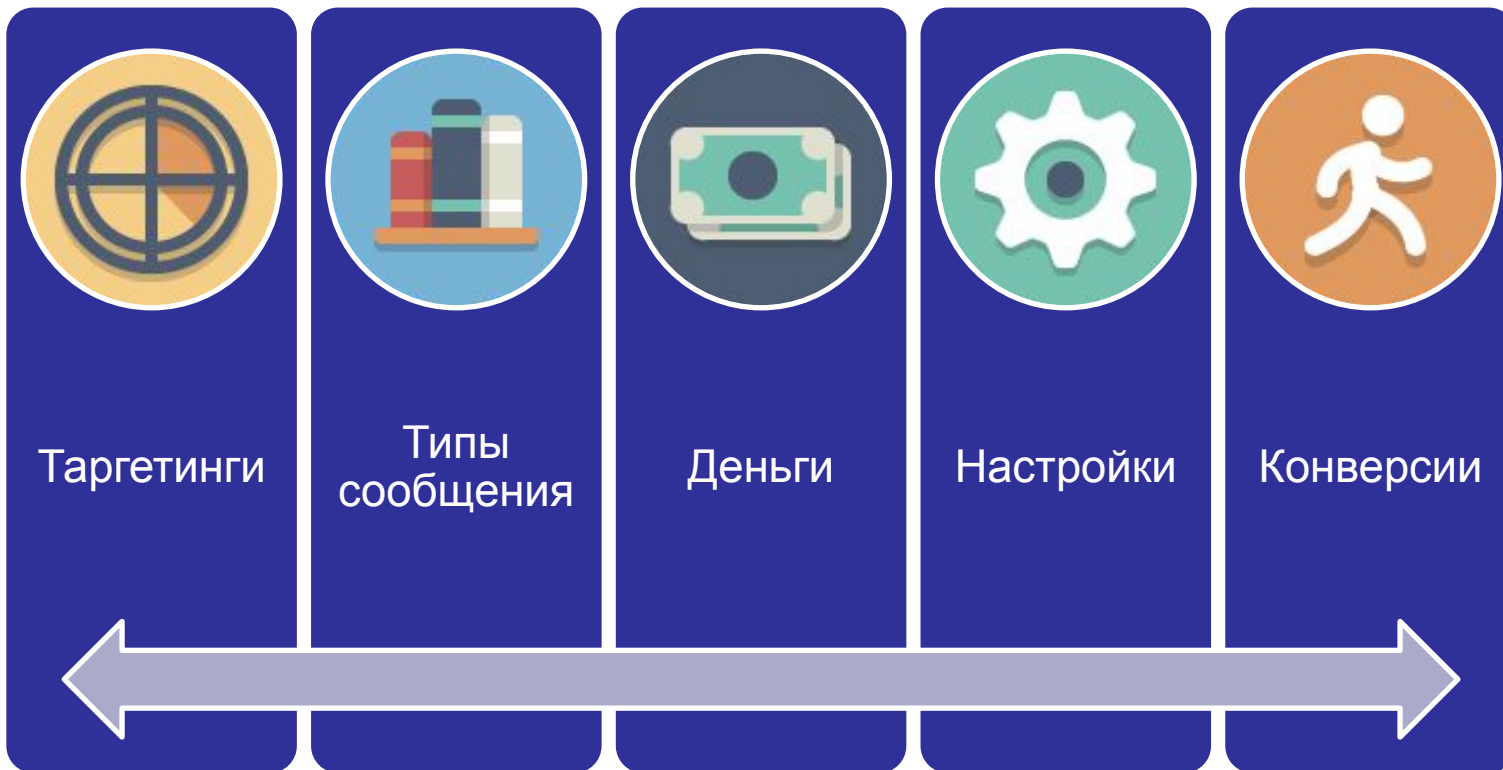 Таргетинги
Типы
сообщения
Деньги
Настройки
Конверсии